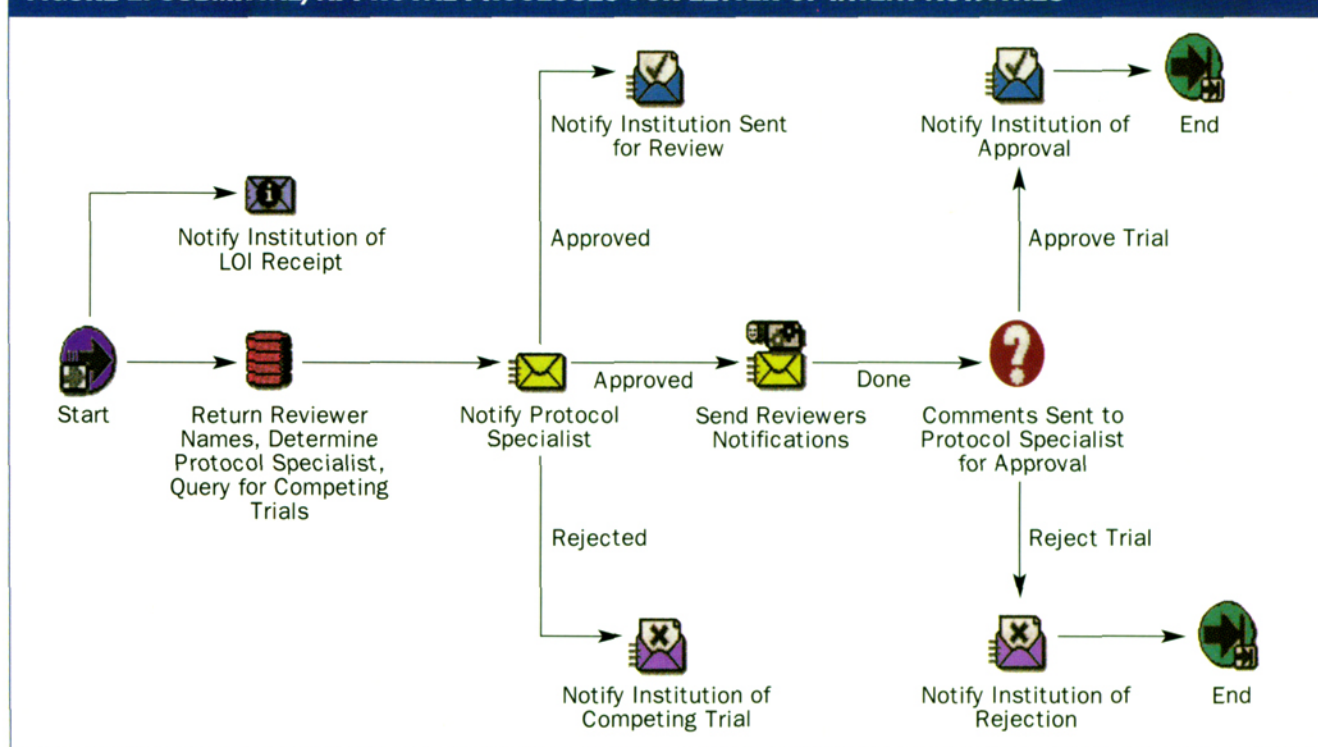 Notify Institution Sent
for Review
Notify Institution of
Approval
End
Notify Institution of
LOI Receipt
Approved
Approve Trial
Start
Return Reviewer
Names, Determine
Protocol Specialist,
Query for Competing
Trials
Notify Protocol
Specialist
Approved
Send Reviewers
Notifications
Done
Comments Sent to
Protocol Specialist
for Approval
Rejected
Reject Trial
Notify Institution of
Competing Trial
Notify Institution of
Rejection
End